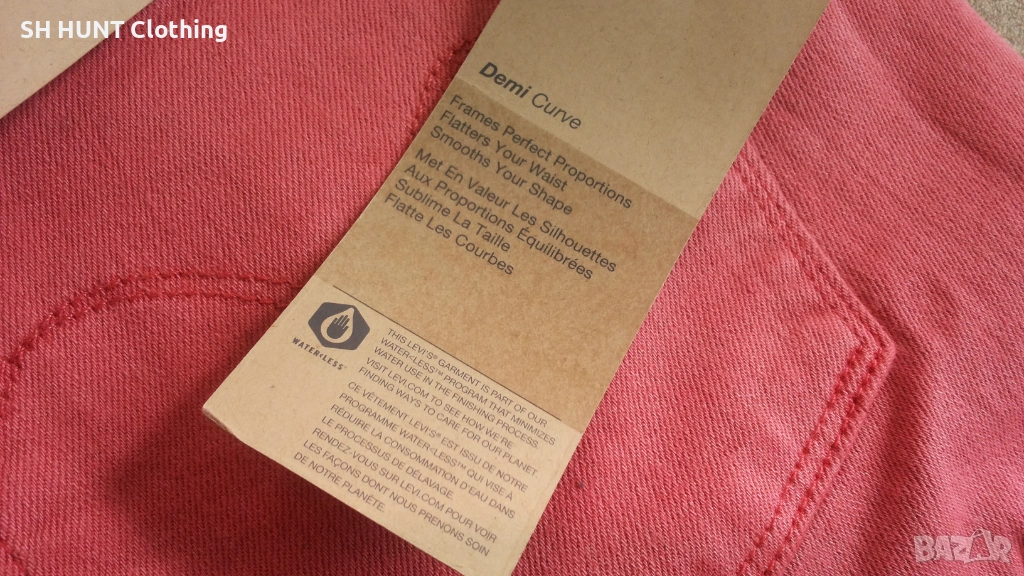 SH HUNT Clothing
Demi Curve
Frames Perfect Proportions
Flatters Your Waist
Smooths Your Shape
Met En Valeur Les Silhouettes
Aux Proportions Équilibrées
Sublime La Taille
Flatte Les Courbes
WATER<LESS™
THIS LEVI'S® GARMENT IS PART OF OUR
WATER<LESS™ PROGRAM THAT MINIMIZES
WATER USE IN THE FINISHING PROCESS.
VISIT LEVI.COM TO SEE HOW WE'RE
FINDING WAYS TO CARE FOR OUR PLANET
CE VÊTEMENT LEVI'S® EST ISSU DE NOTRE
PROGRAMME WATER<LESS™ QUI VISE À
RÉDUIRE LA CONSOMMATION D'EAU DANS
LE PROCESSUS DE DÉLAVAGE.
RENDEZ-VOUS SUR LEVI.COM POUR VOIR
LES FAÇONS DONT NOUS PRENONS SOIN
DE NOTRE PLANÈTE.
BAZAR